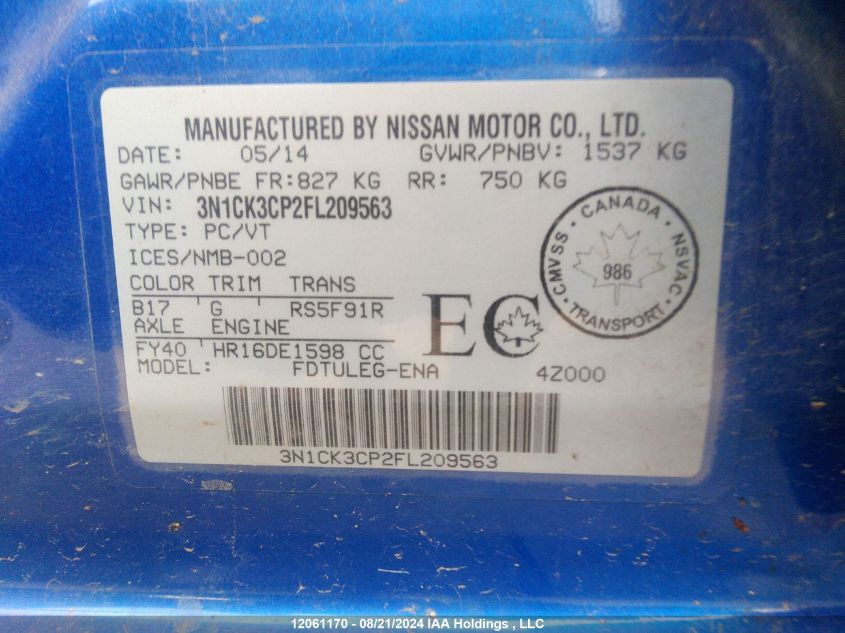 MANUFACTURED BY NISSAN MOTOR CO., LTD.
DATE: 05/14 GVWR/PNBV: 1537 KG
GAWR/PNBE FR:827 KG RR: 750 KG
VIN: 3N1CK3CP2FL209563
TYPE: PC/VT
ICES/NMB-002
COLOR TRIM TRANS
B17 G RS5F91R
AXLE ENGINE
FY40 HR16DE1598 CC
MODEL: FDTULEG-ENA 4Z000
EC
CANADA
CMVSS NSVAC
986
TRANSPORT
3N1CK3CP2FL209563
12061170 - 08/21/2024 IAA Holdings , LLC